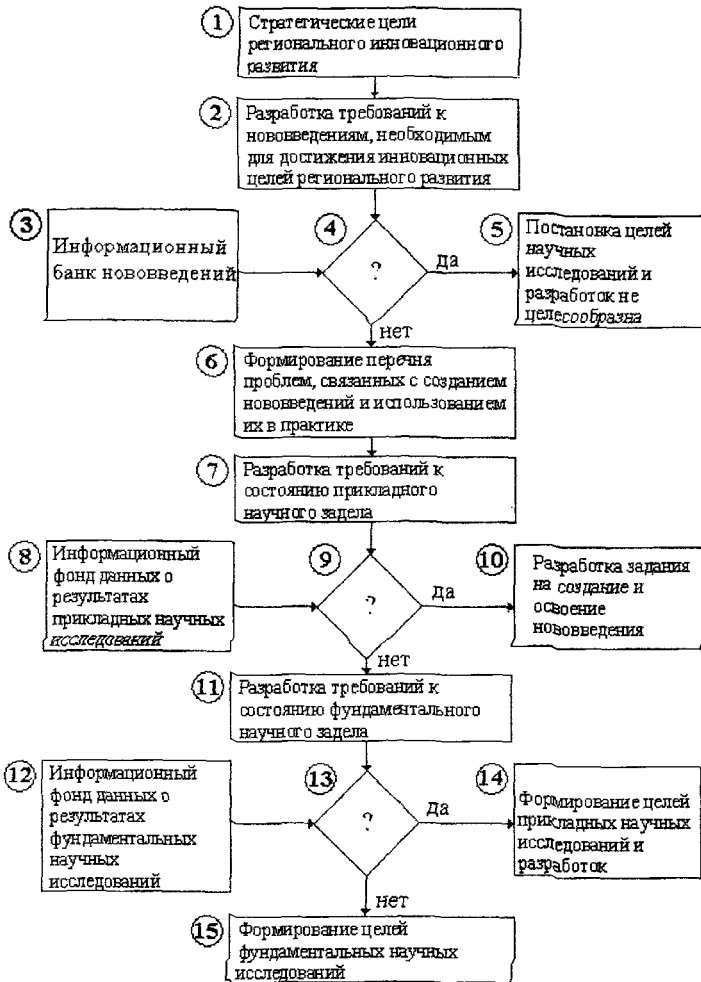 1
Стратегические цели
регионального инновационного
развития
2
Разработка требований к
нововведениям, необходимым
для достижения инновационных
целей регионального развития
3
Информационный
банк нововведений
4
?
да
нет
5
Постановка целей
научных
исследований и
разработок не
целесообразна
6
Формирование перечня
проблем, связанных с созданием
нововведений и использованием
их в практике
7
Разработка требований к
состоянию прикладного
научного задела
8
Информационный
фонд данных о
результатах
прикладных научных
исследований
9
?
да
нет
10
Разработка задания
на создание и
освоение
нововведения
11
Разработка требований к
состоянию фундаментального
научного задела
12
Информационный
фонд данных о
результатах
фундаментальных
научных
исследований
13
?
да
нет
14
Формирование целей
прикладных научных
исследований и
разработок
15
Формирование целей
фундаментальных научных
исследований